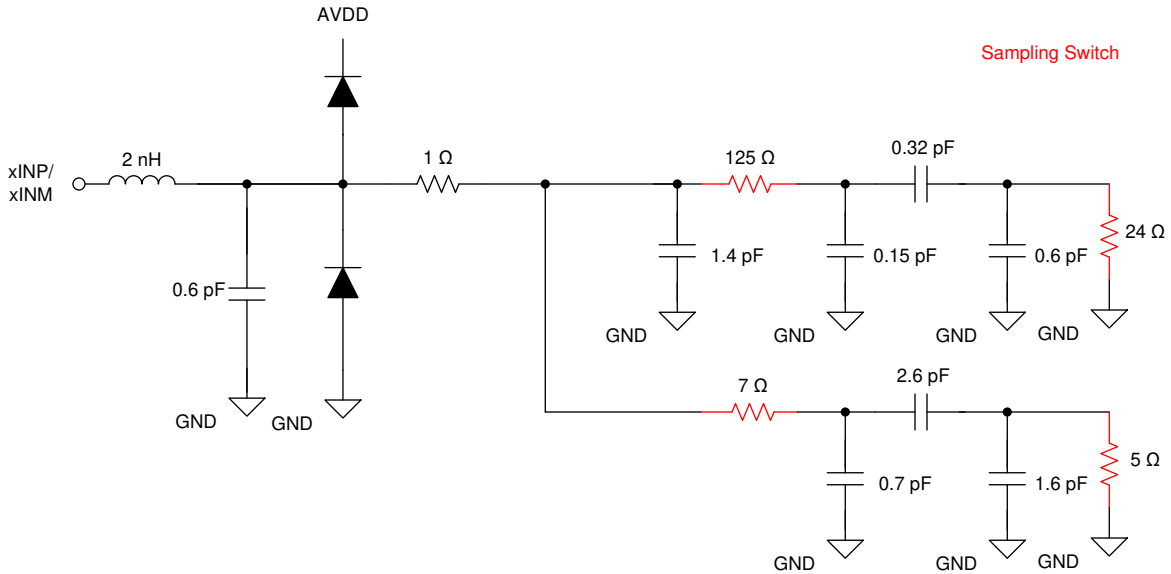 AVDD
Sampling Switch
xINP/
xINM
2 nH
1 Ω
125 Ω
0.32 pF
24 Ω
0.6 pF
1.4 pF
0.15 pF
0.6 pF
GND
GND
GND
GND
7 Ω
2.6 pF
GND
GND
5 Ω
0.7 pF
1.6 pF
GND
GND
GND